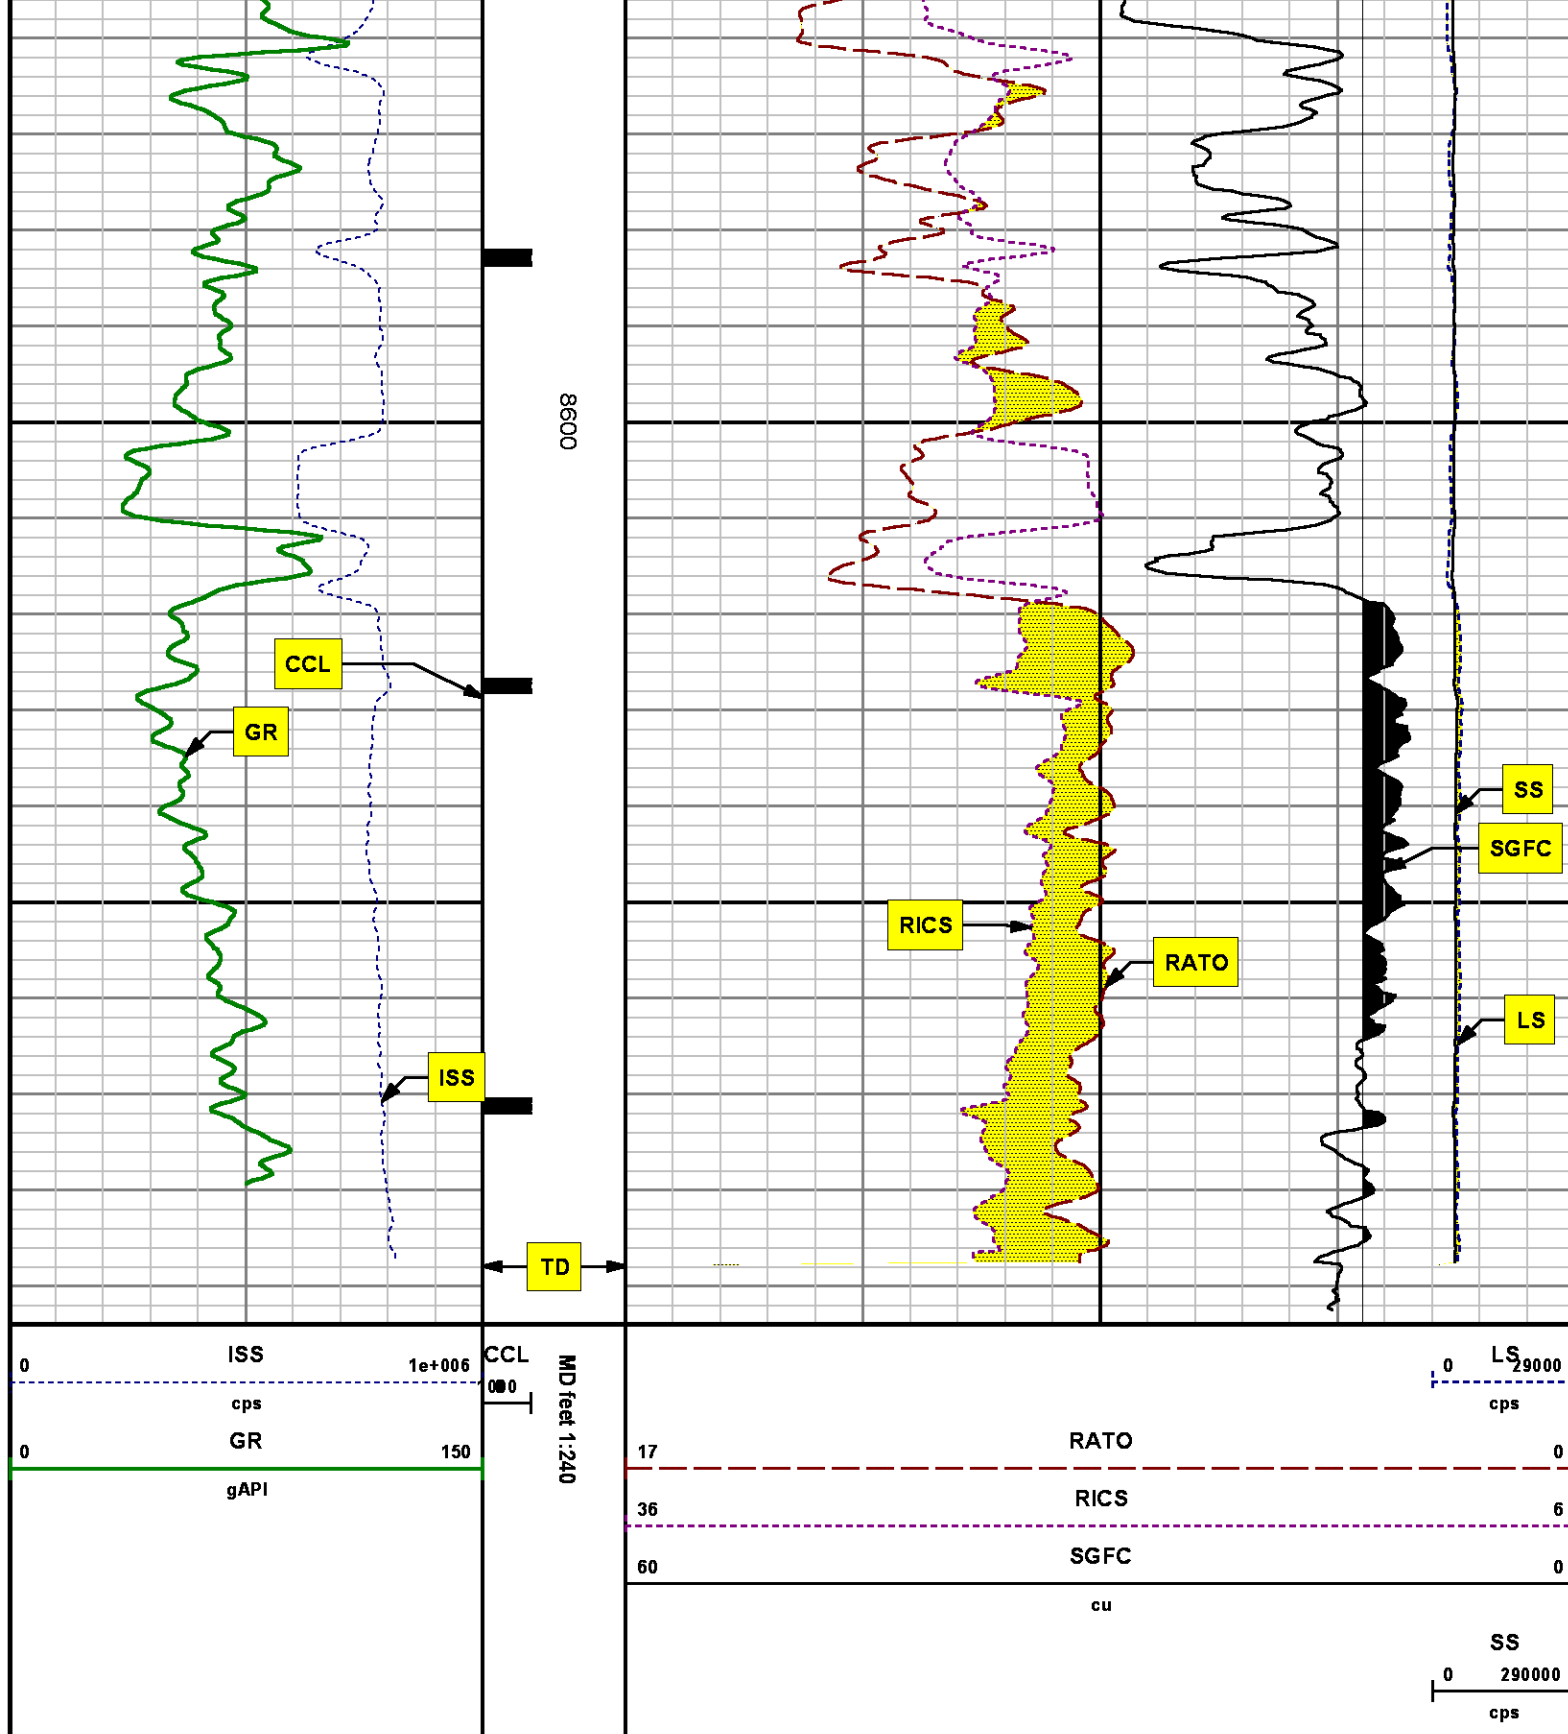 8600
CCL
GR
SS
SGFC
RICS
RATO
LS
ISS
TD
ISS
0 1e+006
cps
GR
0 150
gAPI
CCL
MD feet 1:240
LS
0 29000
cps
RATO
17 0
RICS
36 6
SGFC
60 0
cu
SS
0 290000
cps